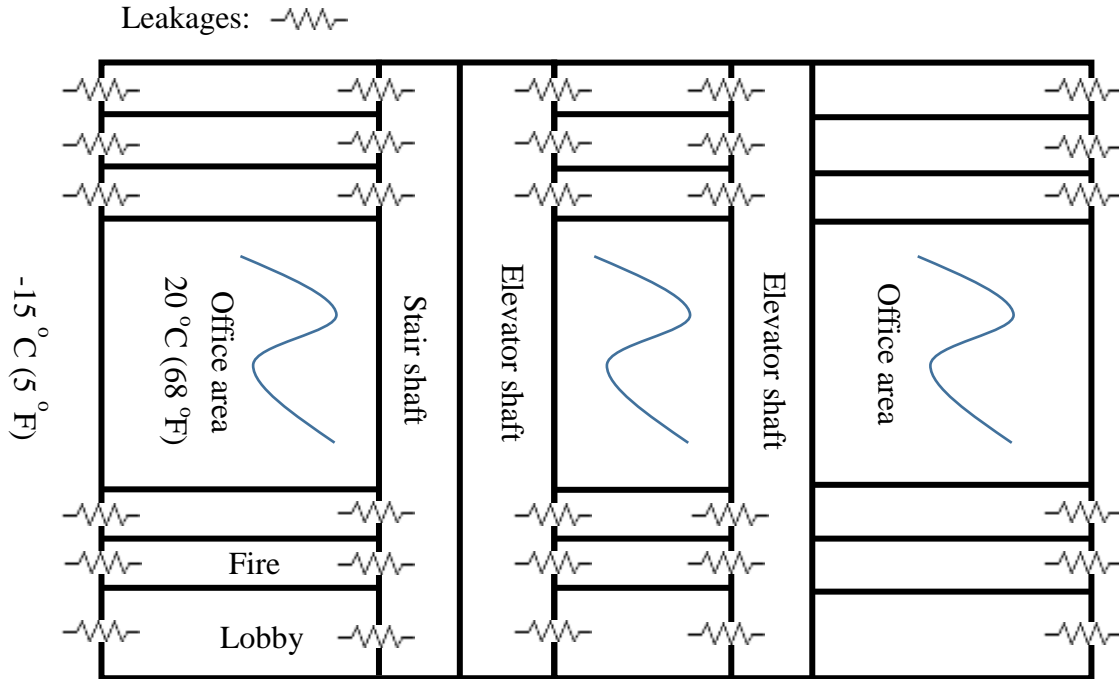 Leakages:
-15 °C (5 °F)
Office area
20 °C (68 °F)
Stair shaft
Elevator shaft
Elevator shaft
Office area
Fire
Lobby